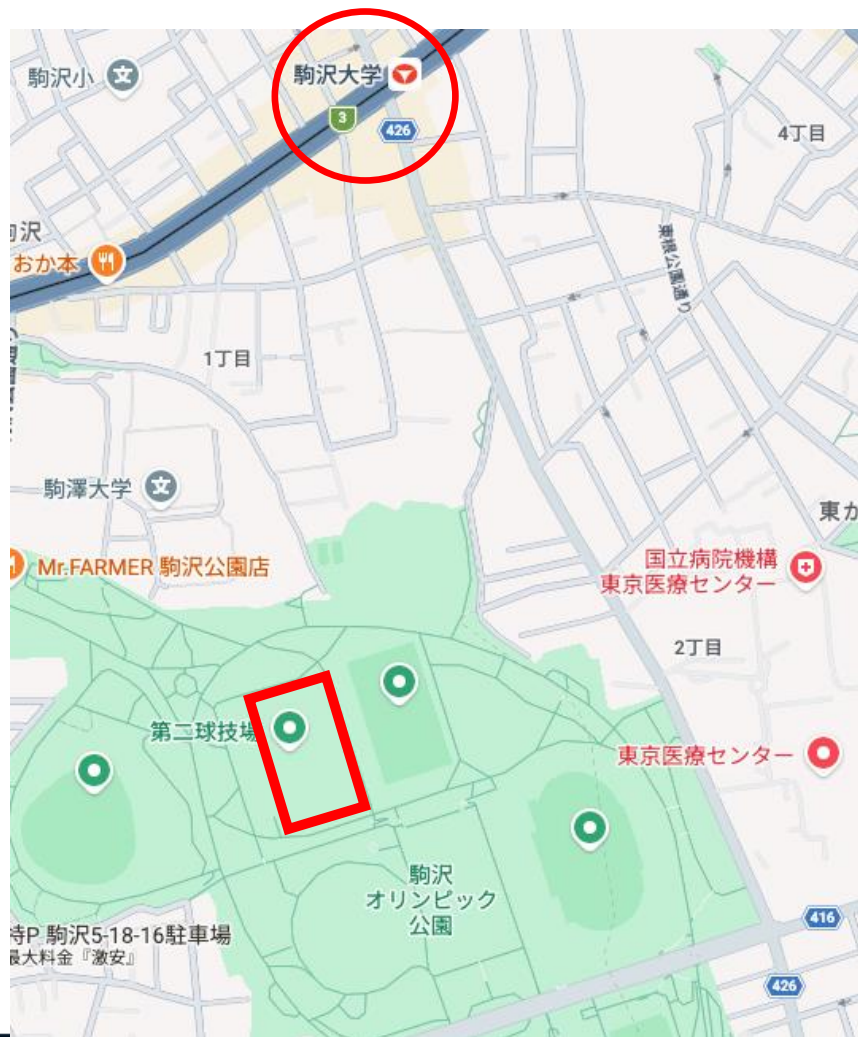 駒沢小
駒沢大学
3
426
4丁目
沢
おか本
東根公園通り
1丁目
駒澤大学
東が
Mr.FARMER 駒沢公園店
国立病院機構
東京医療センター
2丁目
第二球技場
東京医療センター
駒沢
オリンピック
公園
P 駒沢5-18-16駐車場
最大料金『激安』
416
426